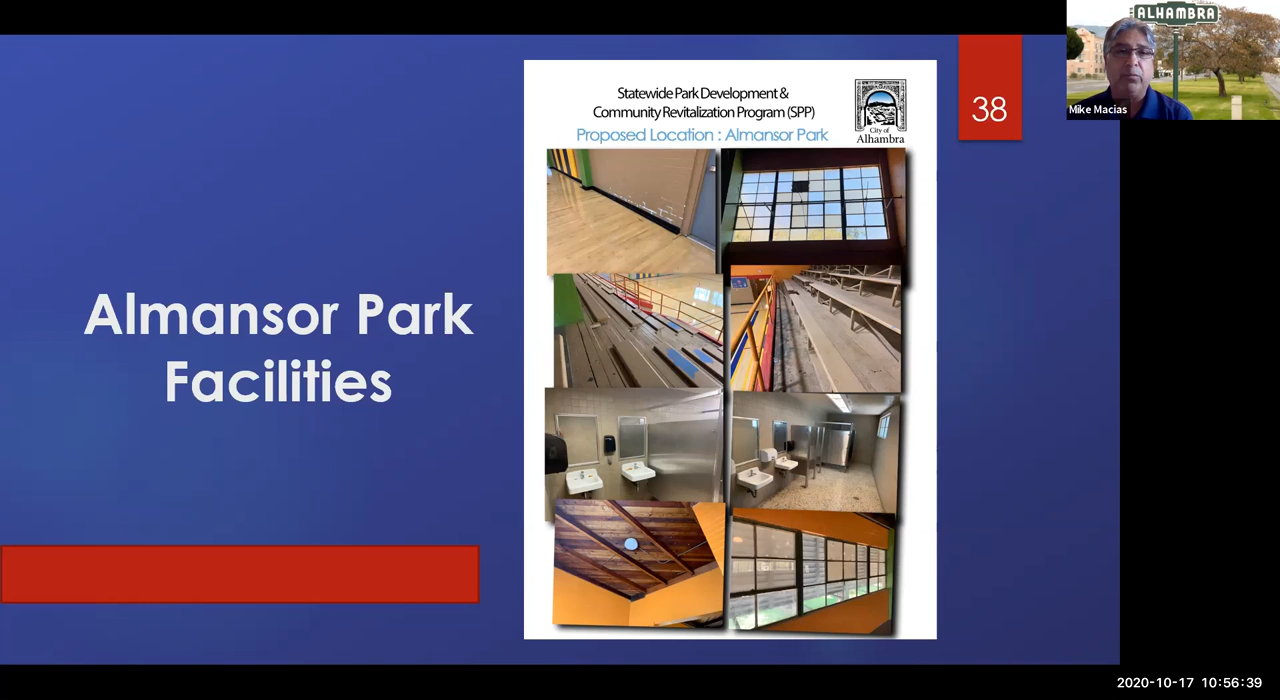 Almansor Park
Facilities
Statewide Park Development &
Community Revitalization Program (SPP)
Proposed Location : Almansor Park
City of
Alhambra
38
ALHAMBRA
Mike Macias
2020-10-17 10:56:39